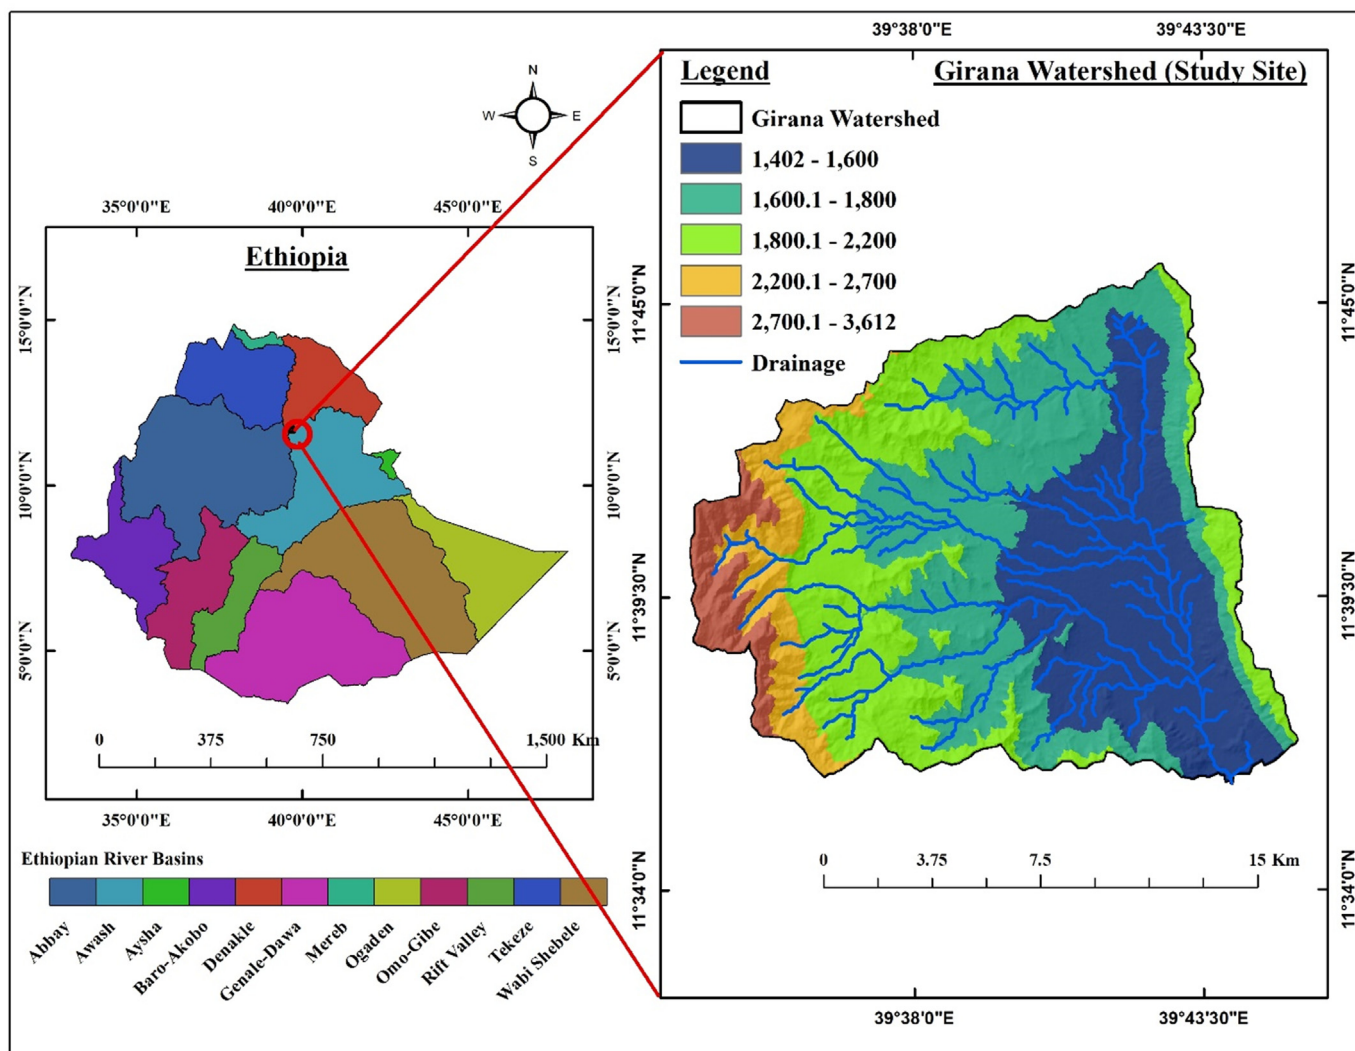 N
W E
S
35°0'0"E 40°0'0"E 45°0'0"E
Ethiopia
15°0'0"N
10°0'0"N
5°0'0"N
15°0'0"N
10°0'0"N
5°0'0"N
0 375 750 1,500 Km
35°0'0"E 40°0'0"E 45°0'0"E
Ethiopian River Basins
Abbay
Awash
Aysha
Baro-Akobo
Denakle
Genale-Dawa
Mereb
Ogaden
Omo-Gibe
Rift Valley
Tekeze
Wabi Shebele
39°38'0"E 39°43'30"E
Legend
Girana Watershed (Study Site)
Girana Watershed
1,402 - 1,600
1,600.1 - 1,800
1,800.1 - 2,200
2,200.1 - 2,700
2,700.1 - 3,612
Drainage
11°45'0"N
11°39'30"N
11°34'0"N
11°45'0"N
11°39'30"N
11°34'0"N
0 3.75 7.5 15 Km
39°38'0"E 39°43'30"E